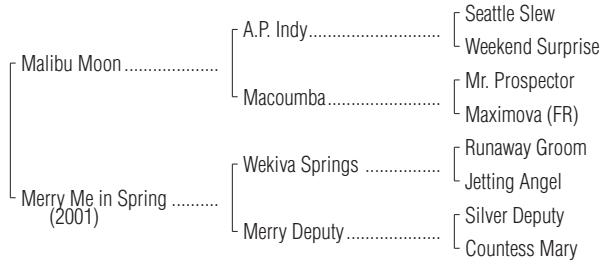 Seattle Slew
A.P. Indy............................
Weekend Surprise
Malibu Moon ....................
Mr. Prospector
Macoumba........................
Maximova (FR)
Runaway Groom
Wekiva Springs ................
Jetting Angel
Merry Me in Spring ..........
(2001)
Silver Deputy
Merry Deputy....................
Countess Mary